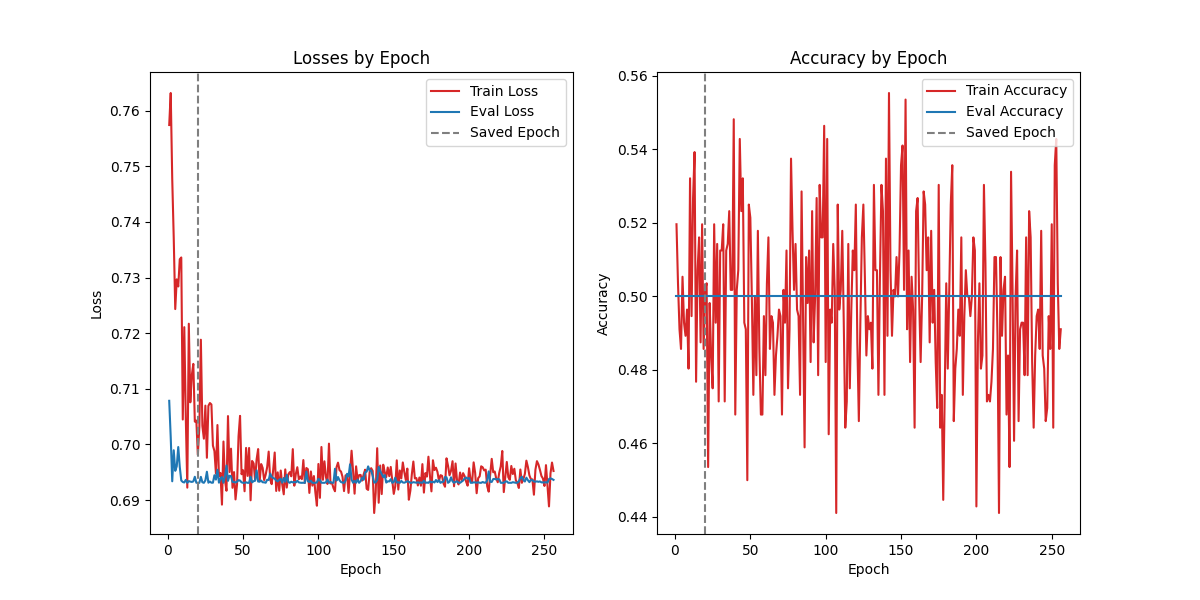 Losses by Epoch
Train Loss
Eval Loss
Saved Epoch
0.76
0.75
0.74
0.73
0.72
0.71
0.70
0.69
Loss
0
50
100
150
200
250
Epoch
Accuracy by Epoch
Train Accuracy
Eval Accuracy
Saved Epoch
0.56
0.54
0.52
0.50
0.48
0.46
0.44
Accuracy
0
50
100
150
200
250
Epoch